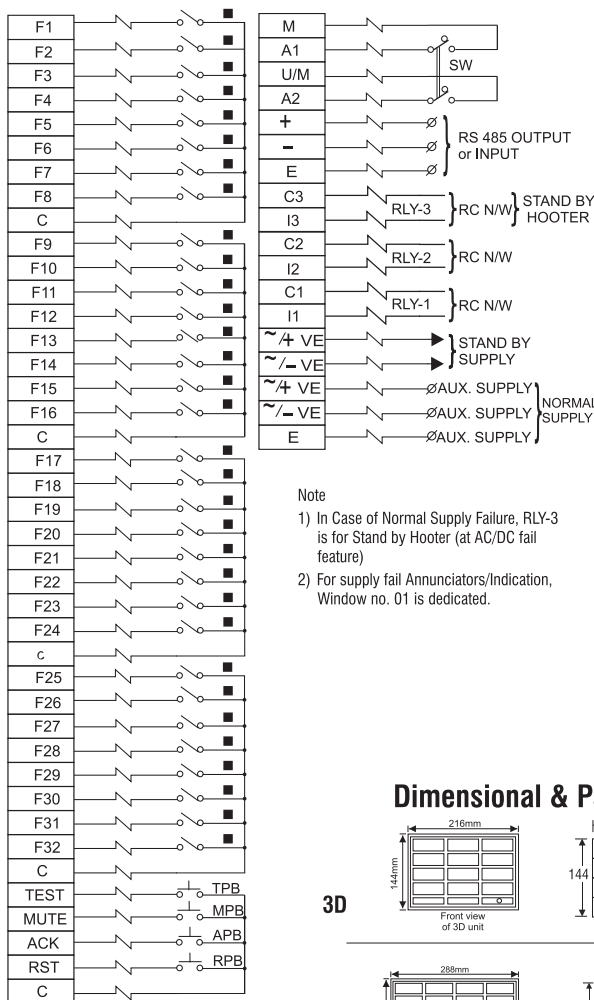 F1
F2
F3
F4
F5
F6
F7
F8
C
F9
F10
F11
F12
F13
F14
F15
F16
C
F17
F18
F19
F20
F21
F22
F23
F24
c
F25
F26
F27
F28
F29
F30
F31
F32
C
TEST TPB
MUTE MPB
ACK APB
RST RPB
C
M
A1
SW
U/M
A2
+
RS 485 OUTPUT
–
or INPUT
E
C3
RLY-3 RC N/W STAND BY
HOOTER
I3
C2
RLY-2 RC N/W
I2
C1
RLY-1 RC N/W
I1
~/+ VE
STAND BY
SUPPLY
~/– VE
~/+ VE AUX. SUPPLY
NORMAL
SUPPLY
~/– VE AUX. SUPPLY
E AUX. SUPPLY
Note
1) In Case of Normal Supply Failure, RLY-3
is for Stand by Hooter (at AC/DC fail
feature)
2) For supply fail Annunciators/Indication,
Window no. 01 is dedicated.
Dimensional & P
3D
216mm
144mm
Front view
of 3D unit
144
288mm